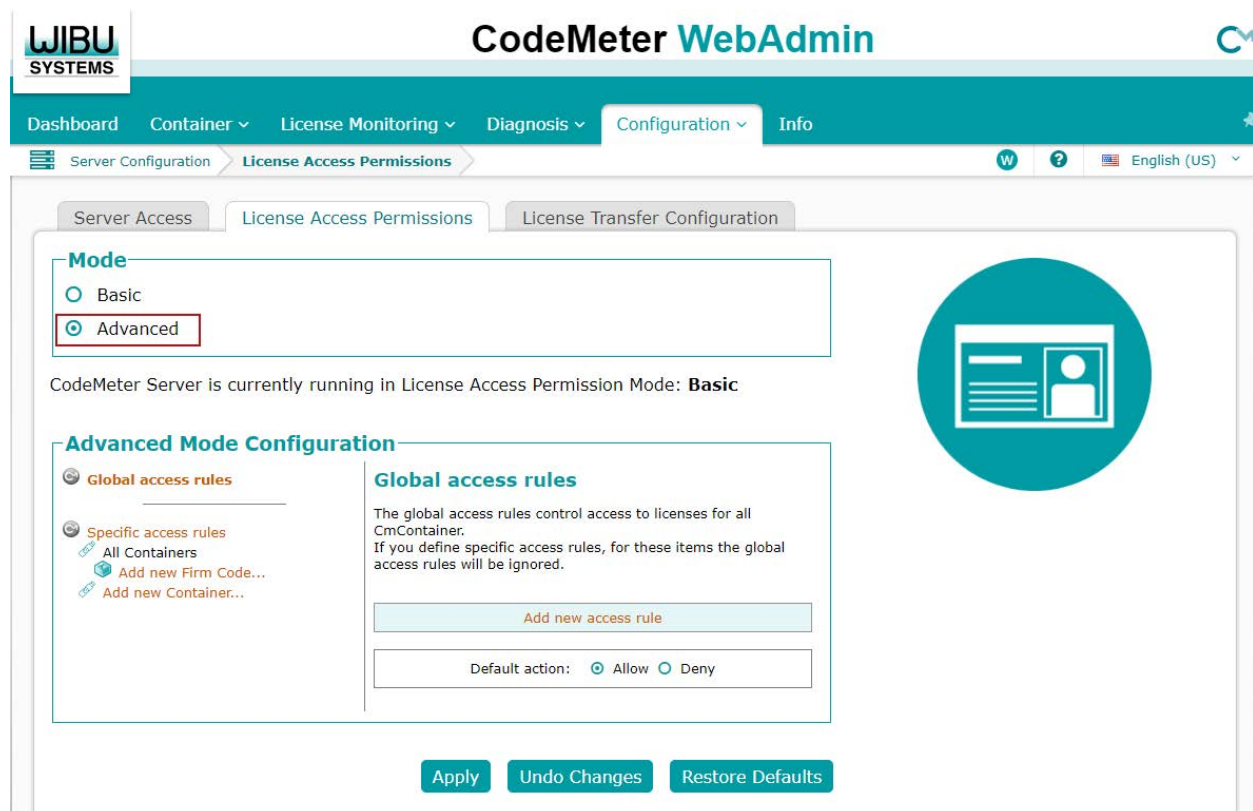 WIBU
SYSTEMS
CodeMeter WebAdmin
Dashboard Container License Monitoring Diagnosis Configuration Info
Server Configuration License Access Permissions W ? English (US)
Server Access License Access Permissions License Transfer Configuration
Mode
Basic
Advanced
CodeMeter Server is currently running in License Access Permission Mode: Basic
Advanced Mode Configuration
Global access rules
Specific access rules
All Containers
Add new Firm Code...
Add new Container...
Global access rules
The global access rules control access to licenses for all
CmContainer.
If you define specific access rules, for these items the global
access rules will be ignored.
Add new access rule
Default action: Allow Deny
Apply Undo Changes Restore Defaults